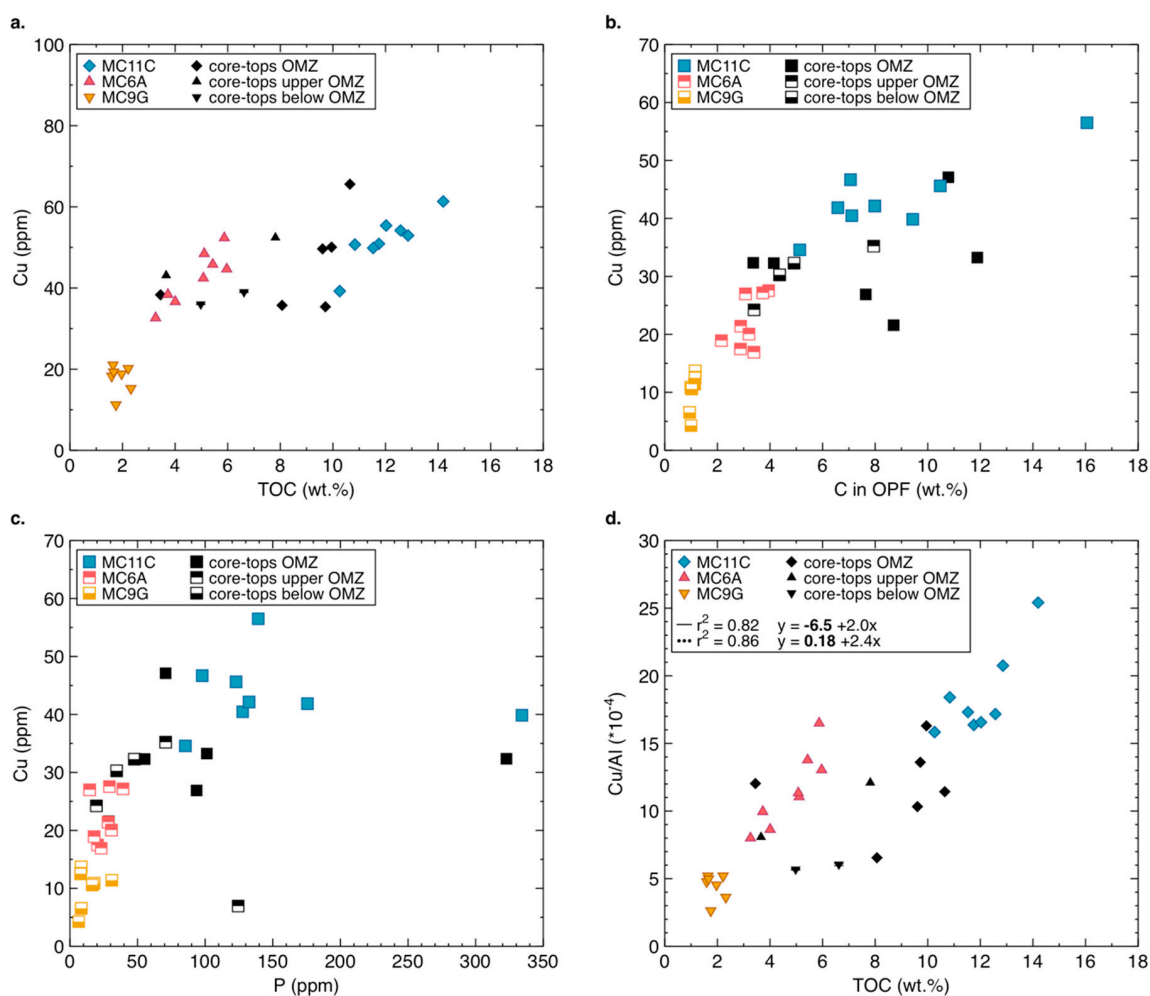 a.
100
80
60
40
20
0
Cu (ppm)
MC11C core-tops OMZ
MC6A core-tops upper OMZ
MC9G core-tops below OMZ
0 2 4 6 8 10 12 14 16 18
TOC (wt.%)
b.
70
60
50
40
30
20
10
0
Cu (ppm)
MC11C core-tops OMZ
MC6A core-tops upper OMZ
MC9G core-tops below OMZ
0 2 4 6 8 10 12 14 16 18
C in OPF (wt.%)
c.
70
60
50
40
30
20
10
0
Cu (ppm)
MC11C core-tops OMZ
MC6A core-tops upper OMZ
MC9G core-tops below OMZ
0 50 100 150 200 250 300 350
P (ppm)
d.
30
25
20
15
10
5
0
Cu/Al (*10⁻⁴)
MC11C core-tops OMZ
MC6A core-tops upper OMZ
MC9G core-tops below OMZ
r² = 0.82 y = -6.5 +2.0x
r² = 0.86 y = 0.18 +2.4x
0 2 4 6 8 10 12 14 16 18
TOC (wt.%)